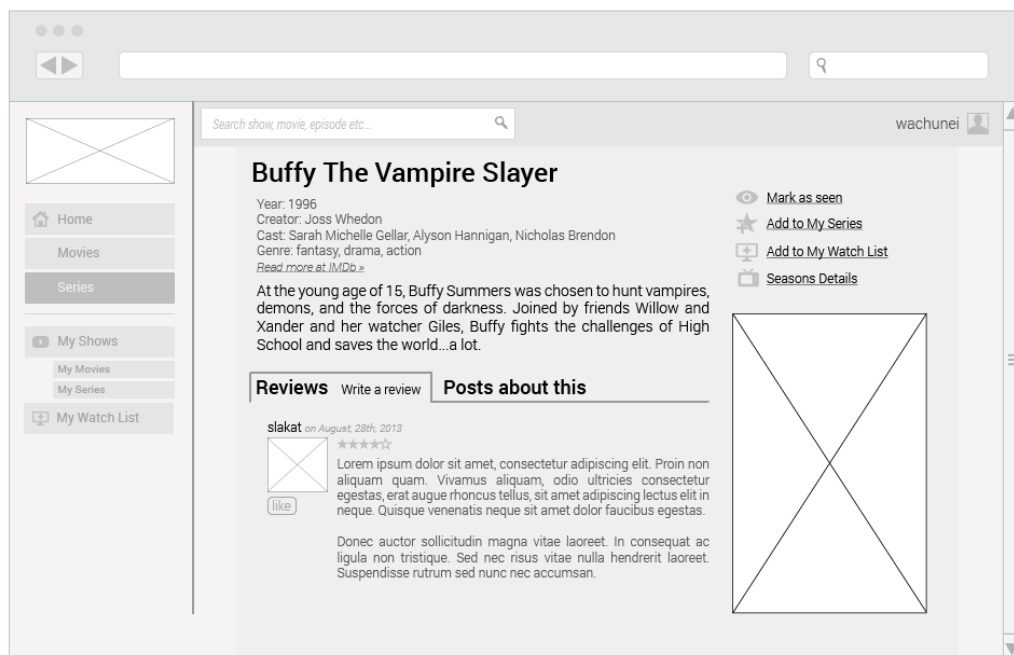 Search show, movie, episode etc...
wachunei
Home
Movies
Series
My Shows
My Movies
My Series
My Watch List
Buffy The Vampire Slayer
Year: 1996
Creator: Joss Whedon
Cast: Sarah Michelle Gellar, Alyson Hannigan, Nicholas Brendon
Genre: fantasy, drama, action
Read more at IMDb »
At the young age of 15, Buffy Summers was chosen to hunt vampires,
demons, and the forces of darkness. Joined by friends Willow and
Xander and her watcher Giles, Buffy fights the challenges of High
School and saves the world...a lot.
Mark as seen
Add to My Series
Add to My Watch List
Seasons Details
Reviews Write a review Posts about this
slakat on August, 28th, 2013
Lorem ipsum dolor sit amet, consectetur adipiscing elit. Proin non
aliquam quam. Vivamus aliquam, odio ultricies consectetur
egestas, erat augue rhoncus tellus, sit amet adipiscing lectus elit in
neque. Quisque venenatis neque sit amet dolor faucibus egestas.
like
Donec auctor sollicitudin magna vitae laoreet. In consequat ac
ligula non tristique. Sed nec risus vitae nulla hendrerit laoreet.
Suspendisse rutrum sed nunc nec accumsan.